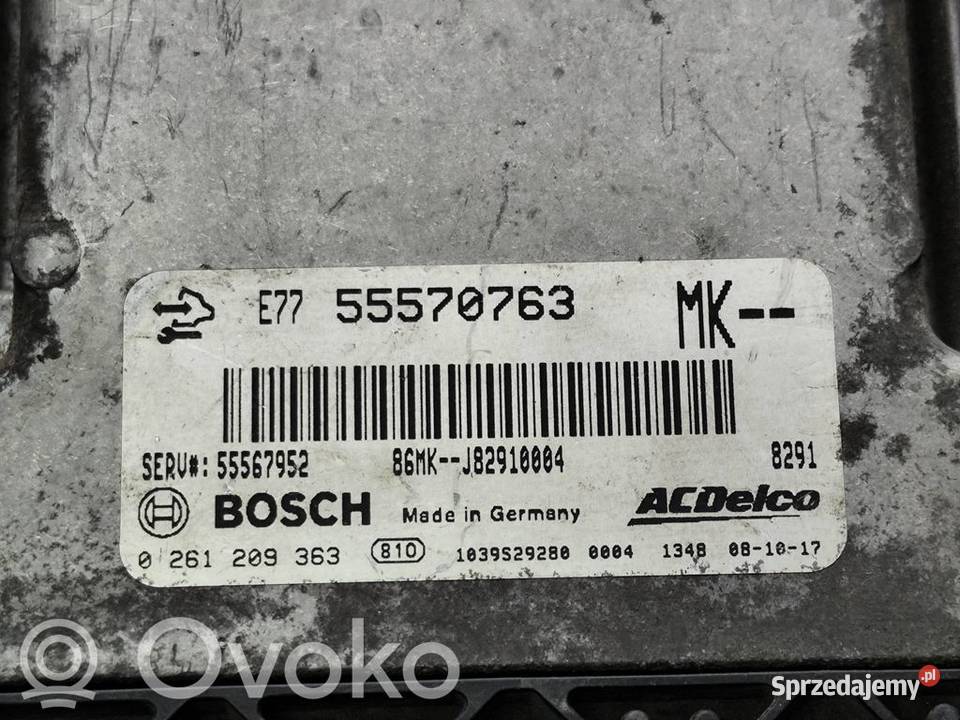 E77 55570763 MK--
SERV#: 55567952 86MK--J82910004 8291
BOSCH Made in Germany ACDelco
0 261 209 363 810 1039S29280 0004 1348 08-10-17
Ovoko
Sprzedajemy.pl